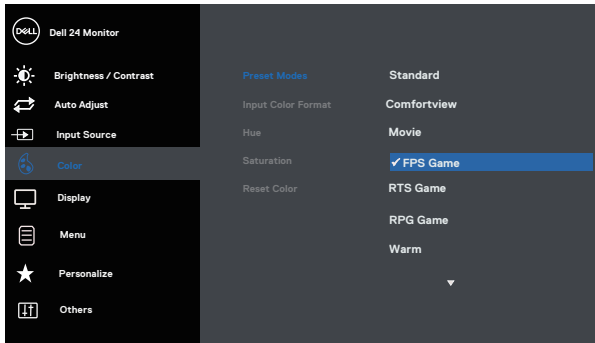 DELL Dell 24 Monitor
Brightness / Contrast
Auto Adjust
Input Source
Color
Display
Menu
Personalize
Others
Preset Modes
Input Color Format
Hue
Saturation
Reset Color
Standard
Comfortview
Movie
✓ FPS Game
RTS Game
RPG Game
Warm